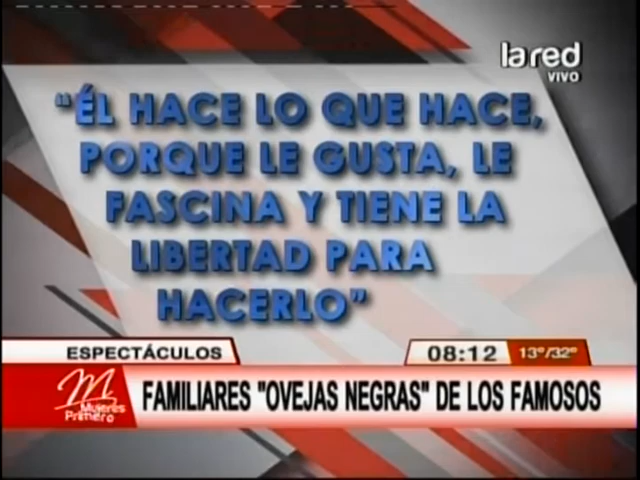 la red
VIVO
“ÉL HACE LO QUE HACE,
PORQUE LE GUSTA, LE
FASCINA Y TIENE LA
LIBERTAD PARA
HACERLO”
ESPECTÁCULOS
08:12
13°/32°
M
Mujeres
Primero
FAMILIARES "OVEJAS NEGRAS" DE LOS FAMOSOS